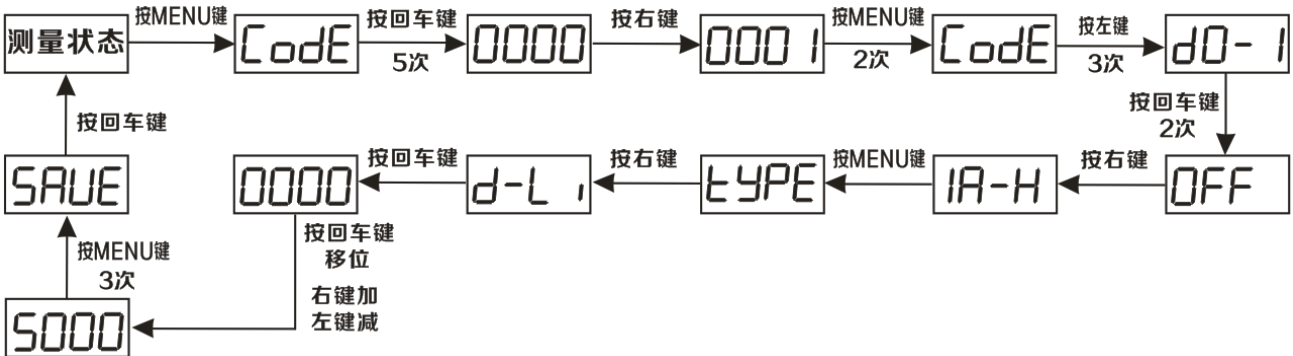 测量状态
按MENU键
CodE
按回车键
5次
0000
按右键
0001
按MENU键
2次
CodE
按左键
3次
dO-1
按回车键
2次
OFF
按右键
IA-H
按MENU键
tYPE
按右键
d-Li
按回车键
0000
按回车键
移位
右键加
左键减
5000
按MENU键
3次
SAVE
按回车键